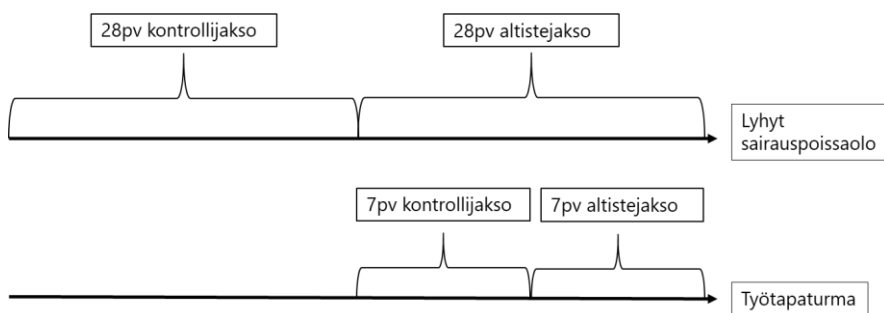 28pv kontrollijakso
28pv altistejakso
Lyhyt
sairauspoissaolo
7pv kontrollijakso
7pv altistejakso
Työtapaturma